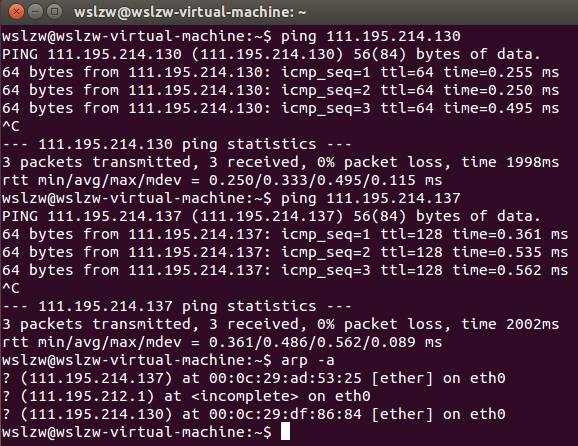 wslzw@wslzw-virtual-machine: ~
wslzw@wslzw-virtual-machine:~$ ping 111.195.214.130
PING 111.195.214.130 (111.195.214.130) 56(84) bytes of data.
64 bytes from 111.195.214.130: icmp_seq=1 ttl=64 time=0.255 ms
64 bytes from 111.195.214.130: icmp_seq=2 ttl=64 time=0.250 ms
64 bytes from 111.195.214.130: icmp_seq=3 ttl=64 time=0.495 ms
^C
--- 111.195.214.130 ping statistics ---
3 packets transmitted, 3 received, 0% packet loss, time 1998ms
rtt min/avg/max/mdev = 0.250/0.333/0.495/0.115 ms
wslzw@wslzw-virtual-machine:~$ ping 111.195.214.137
PING 111.195.214.137 (111.195.214.137) 56(84) bytes of data.
64 bytes from 111.195.214.137: icmp_seq=1 ttl=128 time=0.361 ms
64 bytes from 111.195.214.137: icmp_seq=2 ttl=128 time=0.535 ms
64 bytes from 111.195.214.137: icmp_seq=3 ttl=128 time=0.562 ms
^C
--- 111.195.214.137 ping statistics ---
3 packets transmitted, 3 received, 0% packet loss, time 2002ms
rtt min/avg/max/mdev = 0.361/0.486/0.562/0.089 ms
wslzw@wslzw-virtual-machine:~$ arp -a
? (111.195.214.137) at 00:0c:29:ad:53:25 [ether] on eth0
? (111.195.212.1) at <incomplete> on eth0
? (111.195.214.130) at 00:0c:29:df:86:84 [ether] on eth0
wslzw@wslzw-virtual-machine:~$